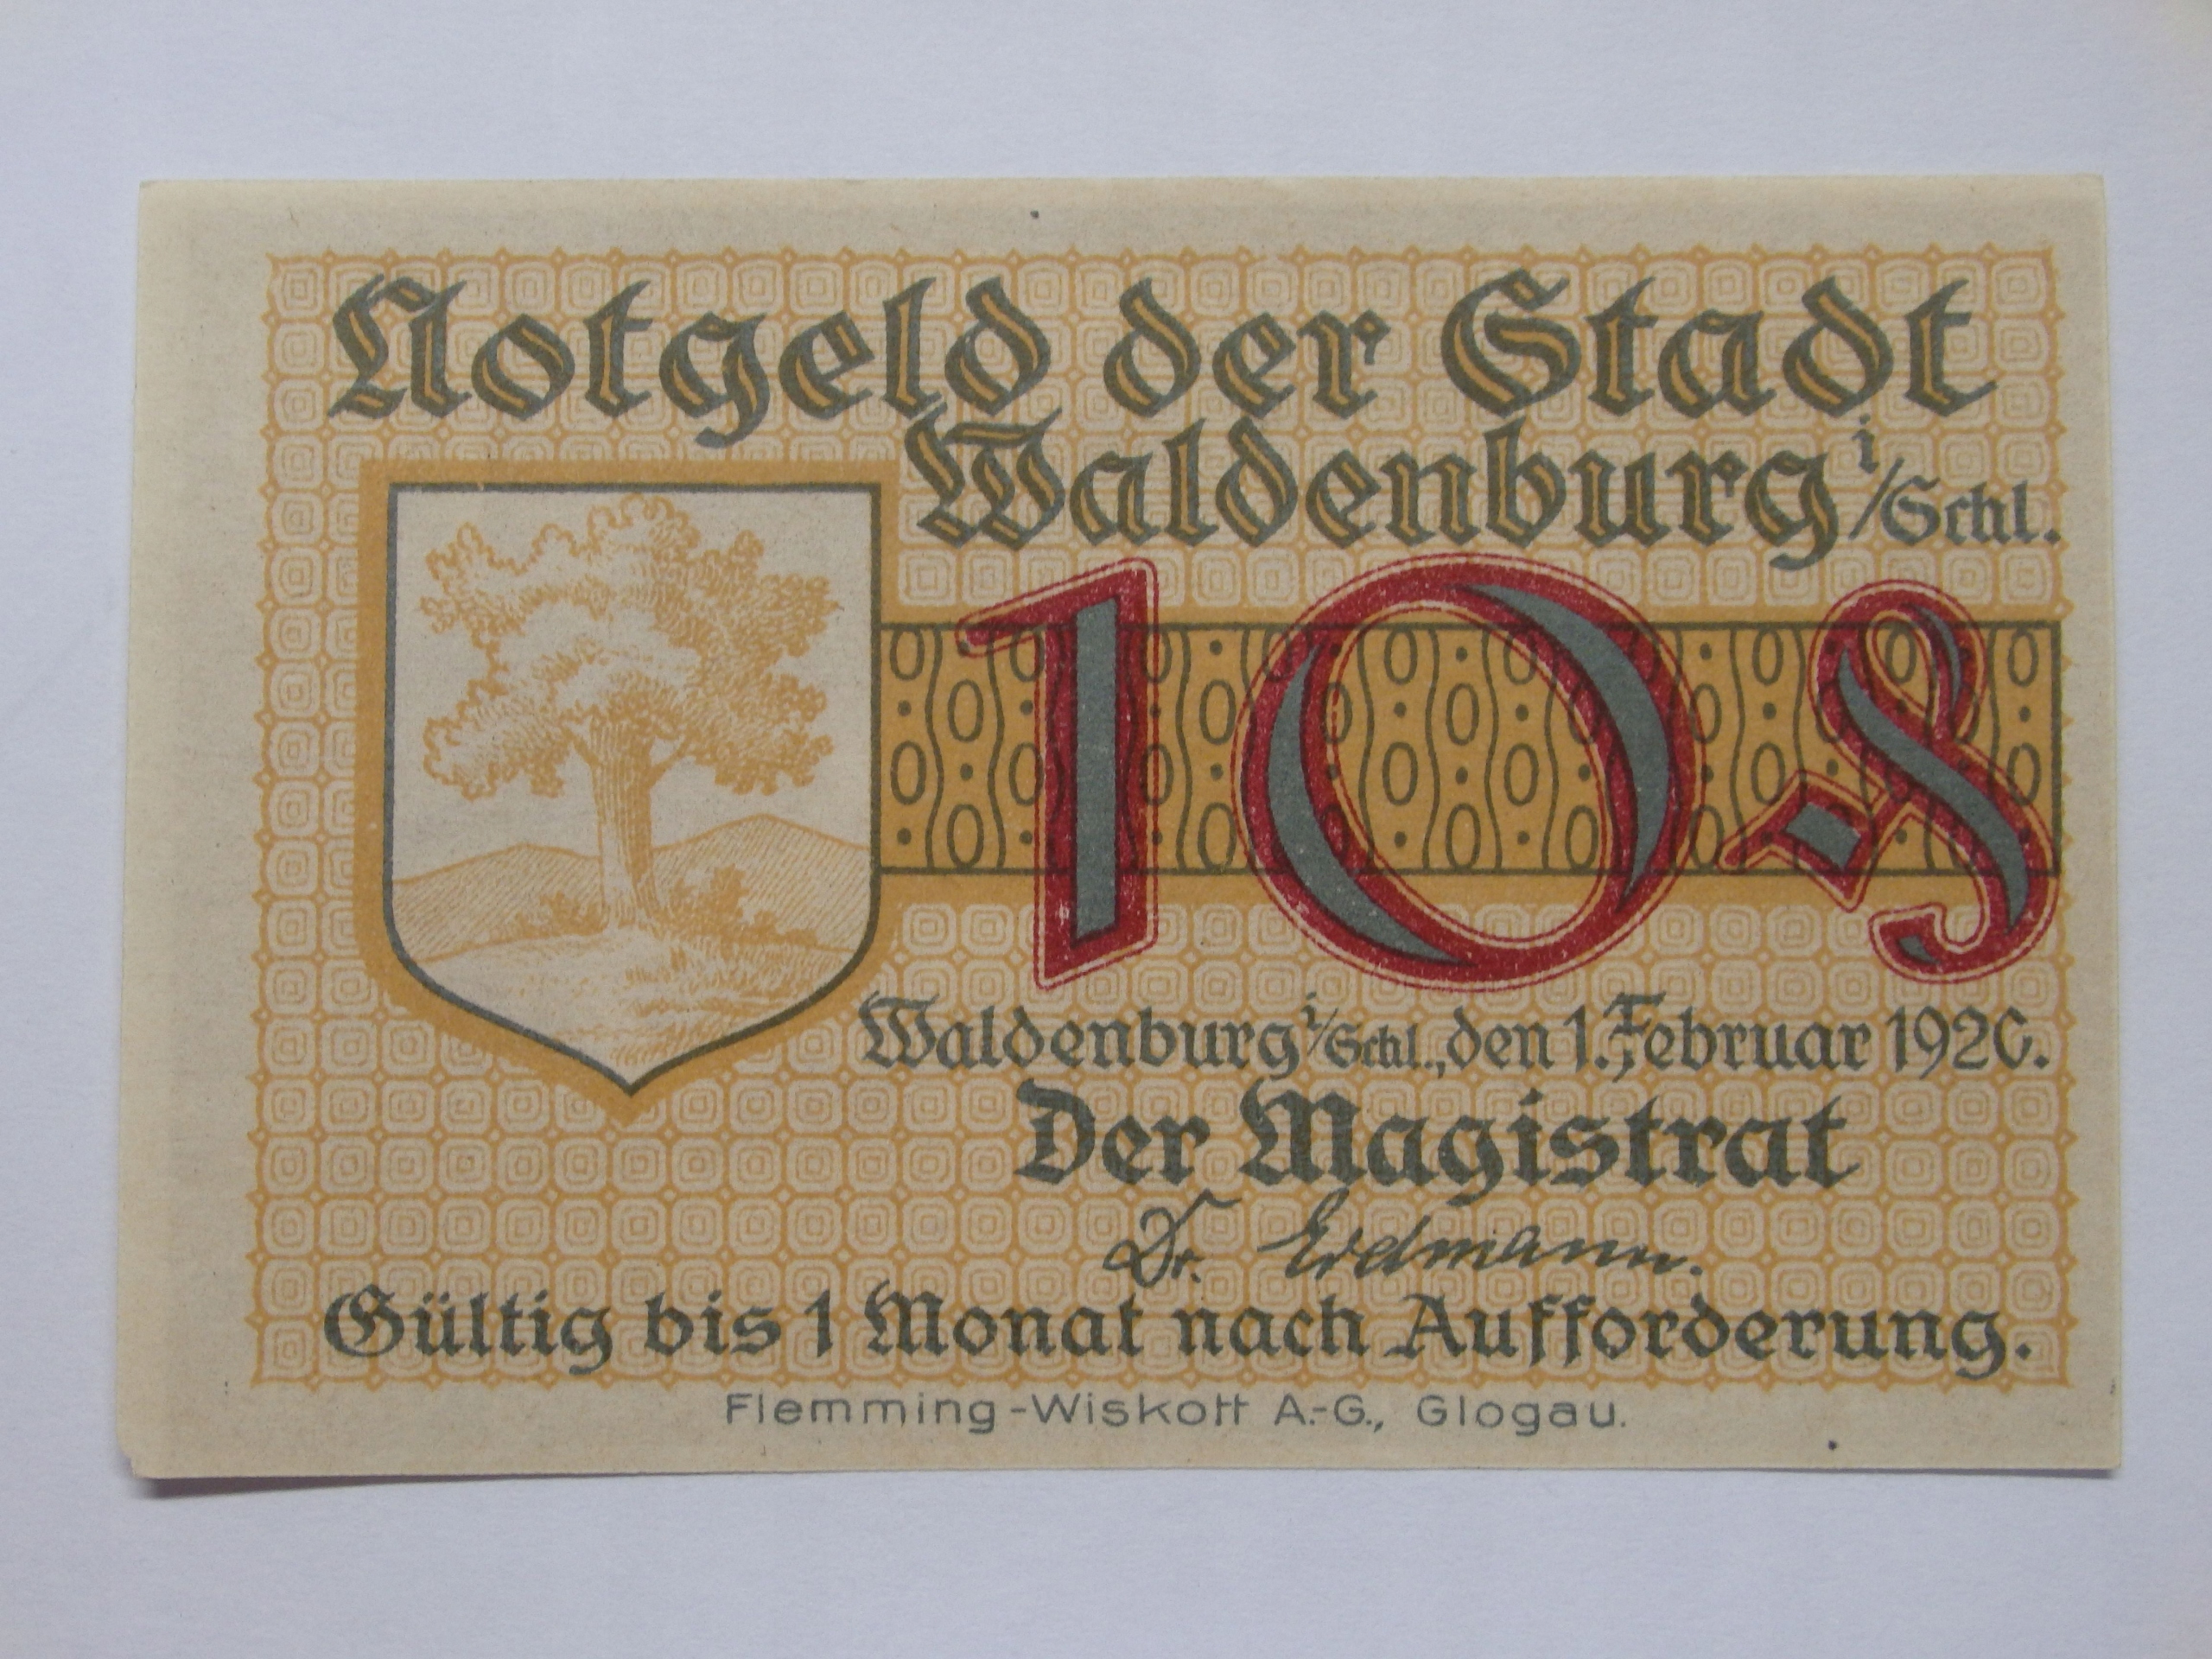 Notgeld der Stadt
Waldenburg i/Schl.
10 ₰
Waldenburg i/Schl., den 1. Februar 1920.
Der Magistrat
Dr. Erdmann.
Gültig bis 1 Monat nach Aufforderung.
Flemming-Wiskott A.-G., Glogau.